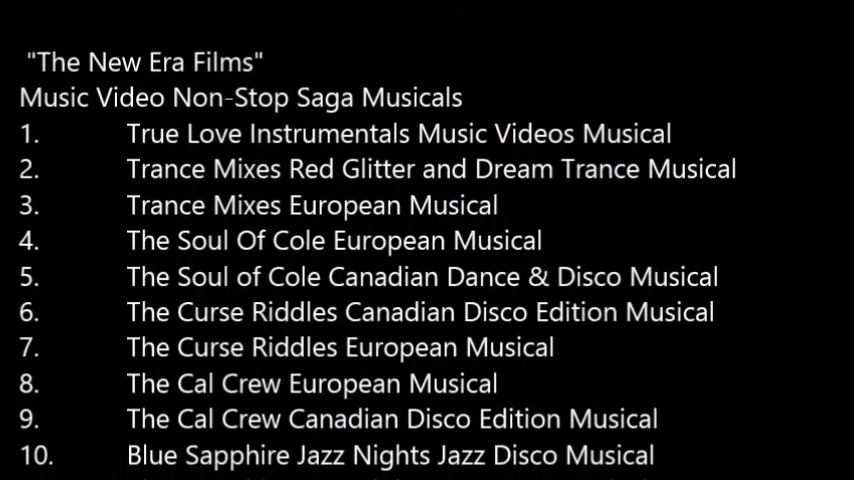 "The New Era Films"
Music Video Non-Stop Saga Musicals
1. True Love Instrumentals Music Videos Musical
2. Trance Mixes Red Glitter and Dream Trance Musical
3. Trance Mixes European Musical
4. The Soul Of Cole European Musical
5. The Soul of Cole Canadian Dance & Disco Musical
6. The Curse Riddles Canadian Disco Edition Musical
7. The Curse Riddles European Musical
8. The Cal Crew European Musical
9. The Cal Crew Canadian Disco Edition Musical
10. Blue Sapphire Jazz Nights Jazz Disco Musical